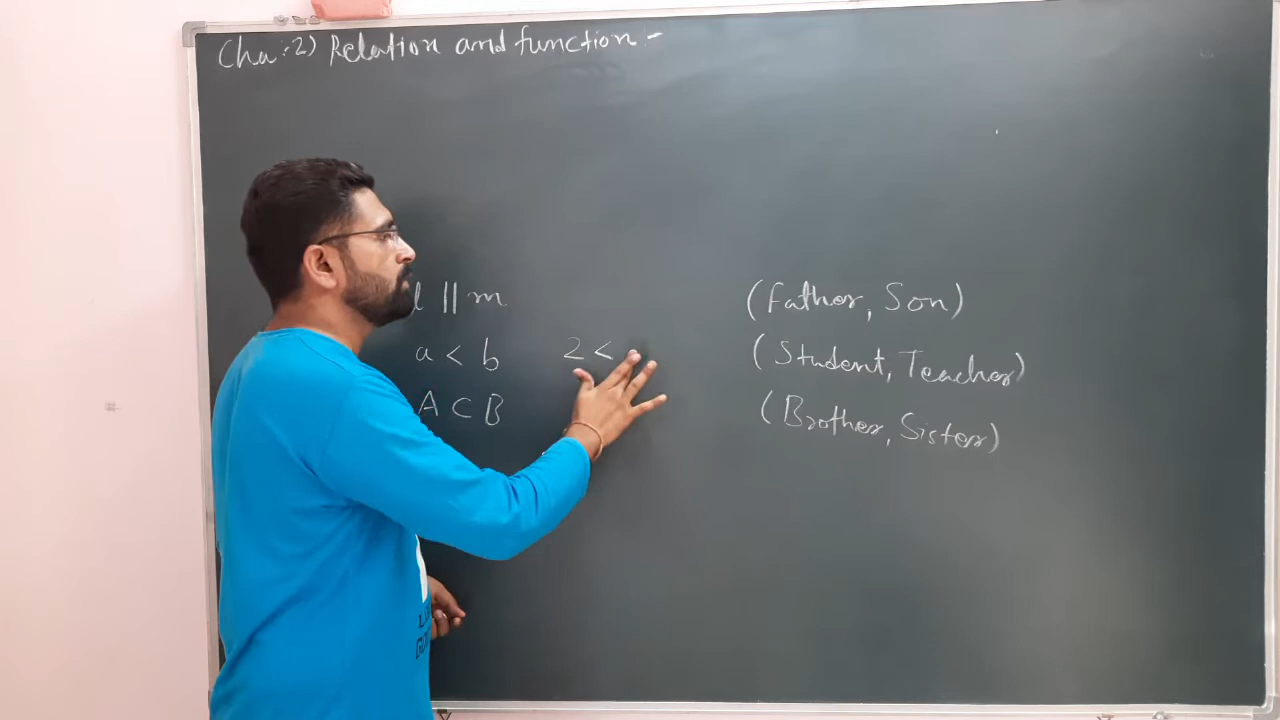 Cha:2) Relation and function -
l || m
a < b 2 <
A ⊂ B
(Father, Son)
(Student, Teacher)
(Brother, Sister)